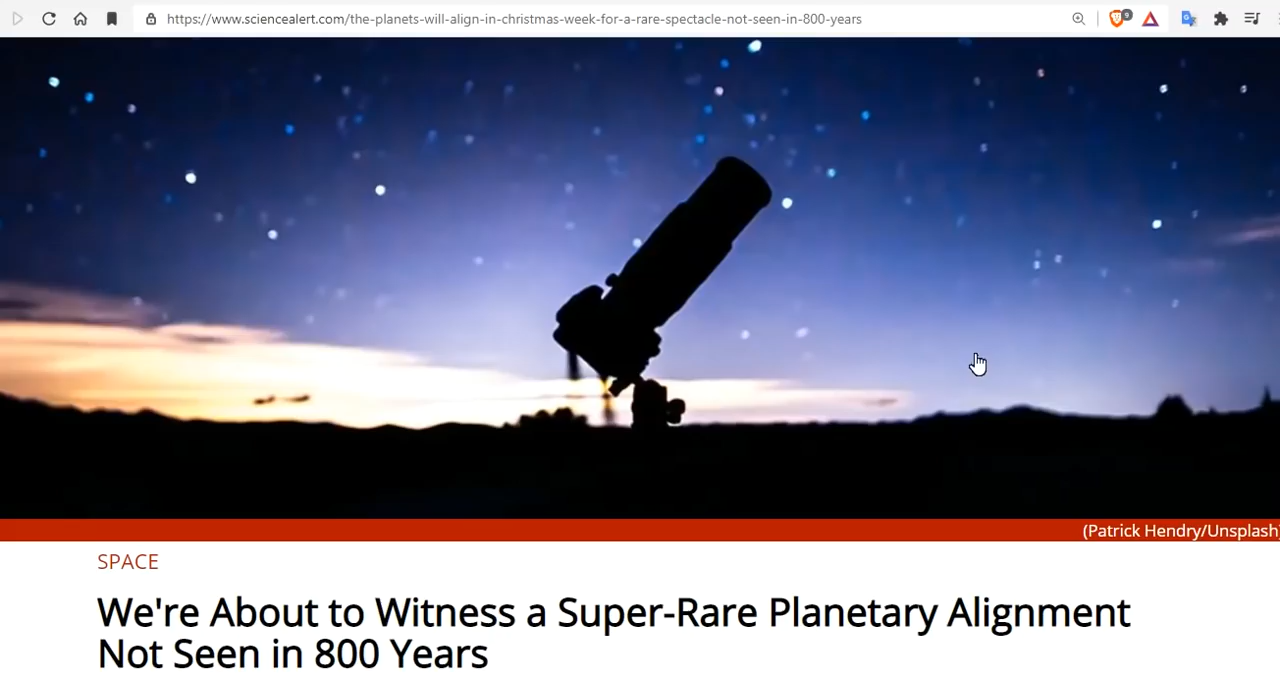 https://www.sciencealert.com/the-planets-will-align-in-christmas-week-for-a-rare-spectacle-not-seen-in-800-years
9
(Patrick Hendry/Unsplash)
SPACE
We're About to Witness a Super-Rare Planetary Alignment
Not Seen in 800 Years